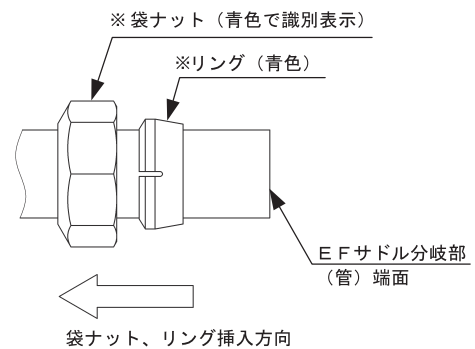 ※袋ナット（青色で識別表示）
※リング（青色）
ＥＦサドル分岐部
（管）端面
袋ナット、リング挿入方向